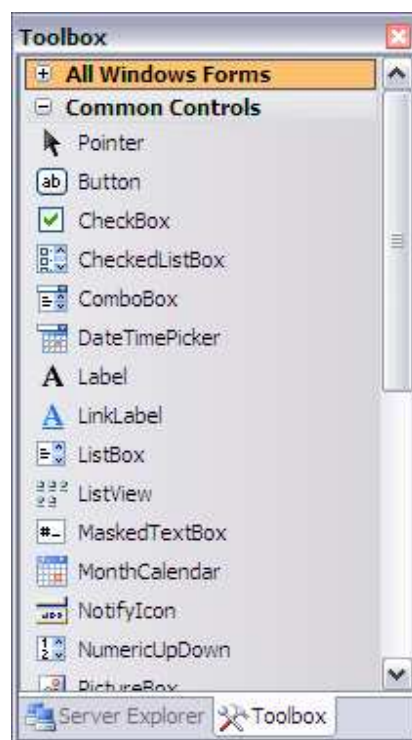 Toolbox
All Windows Forms
Common Controls
Pointer
ab Button
CheckBox
CheckedListBox
ComboBox
DateTimePicker
A Label
A LinkLabel
ListBox
ListView
#_ MaskedTextBox
MonthCalendar
NotifyIcon
NumericUpDown
PictureBox
Server Explorer Toolbox